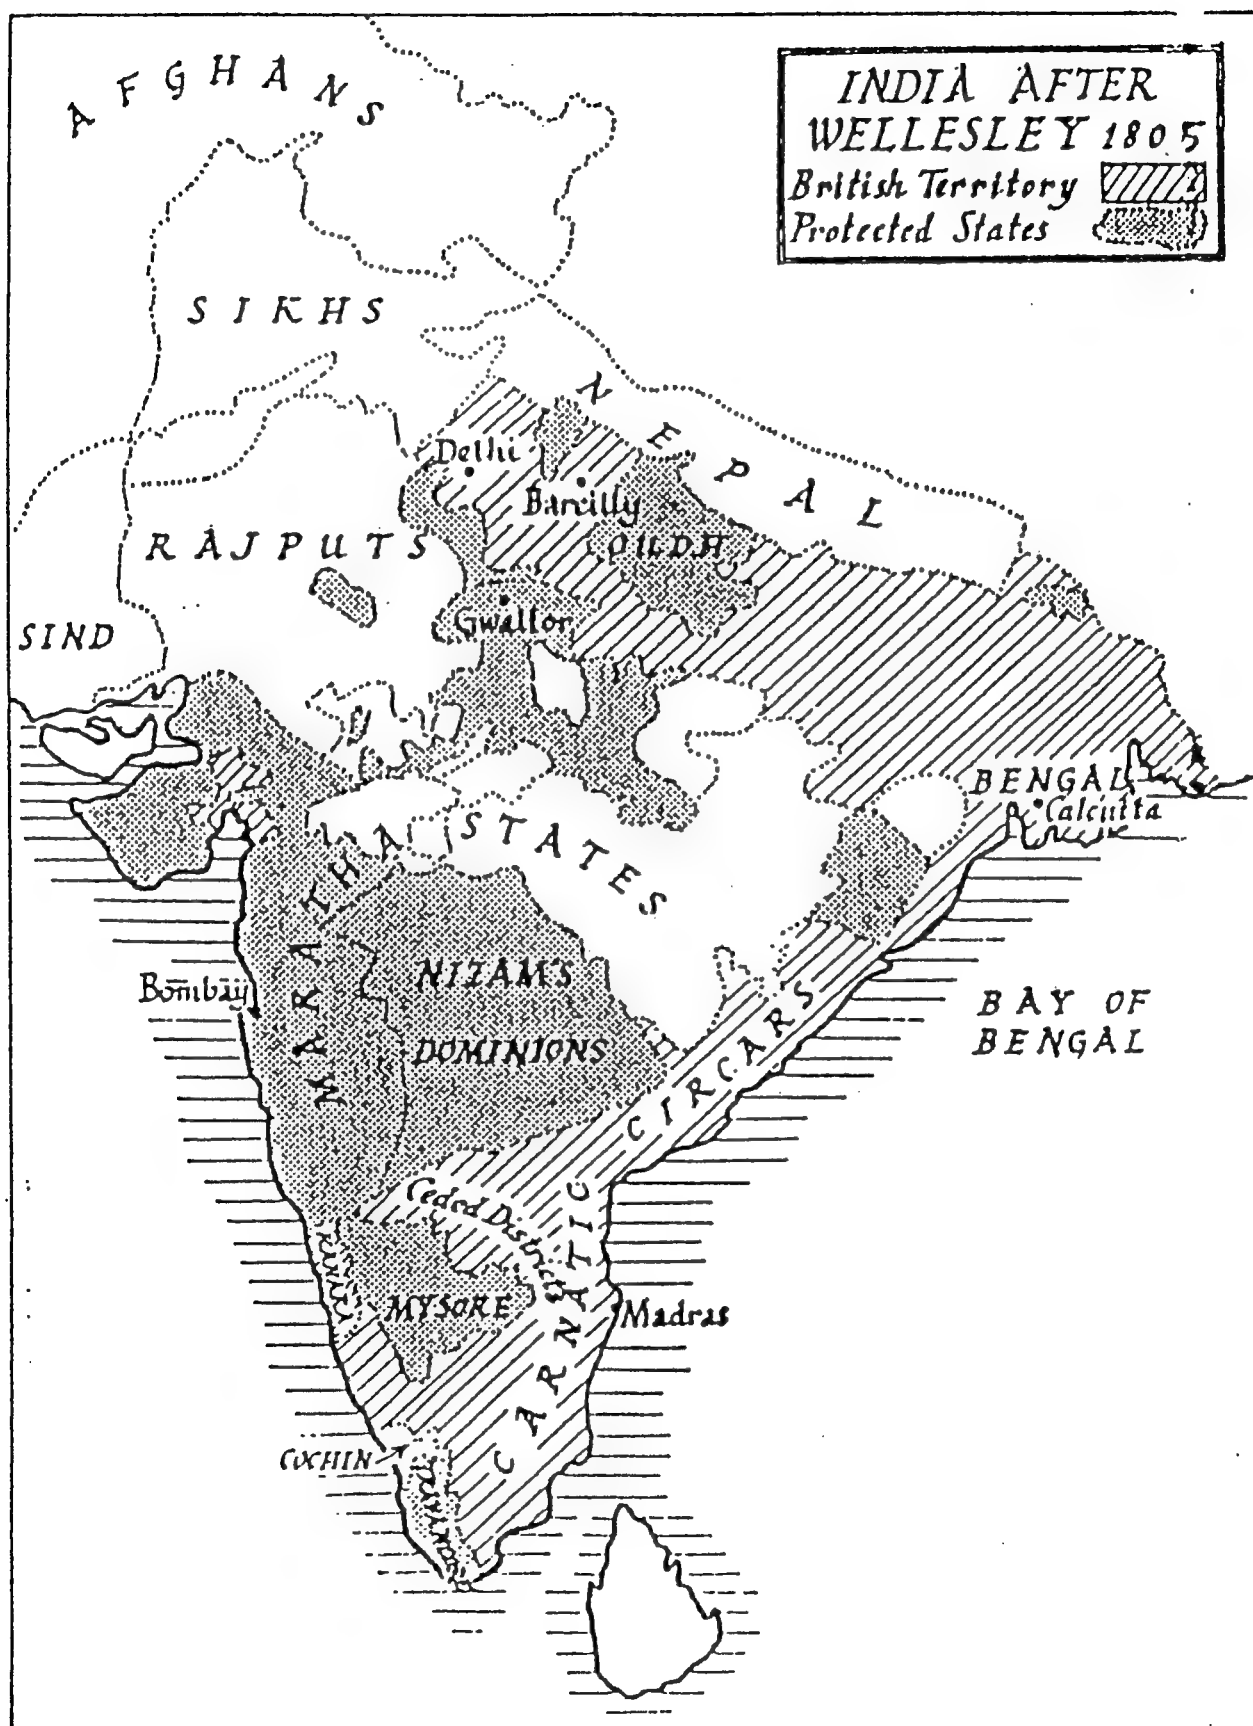 AFGHANS
INDIA AFTER
WELLESLEY 1805
British Territory
Protected States
SIKHS
NEPAL
Delhi
Bareilly
OUDH
RAJPUTS
Gwalior
SIND
BENGAL
Calcutta
MARATHA STATES
NIZAM'S
DOMINIONS
Bombay
BAY OF
BENGAL
CIRCARS
Ceded Districts
CARNATIC
KANARA
MYSORE
Madras
COCHIN